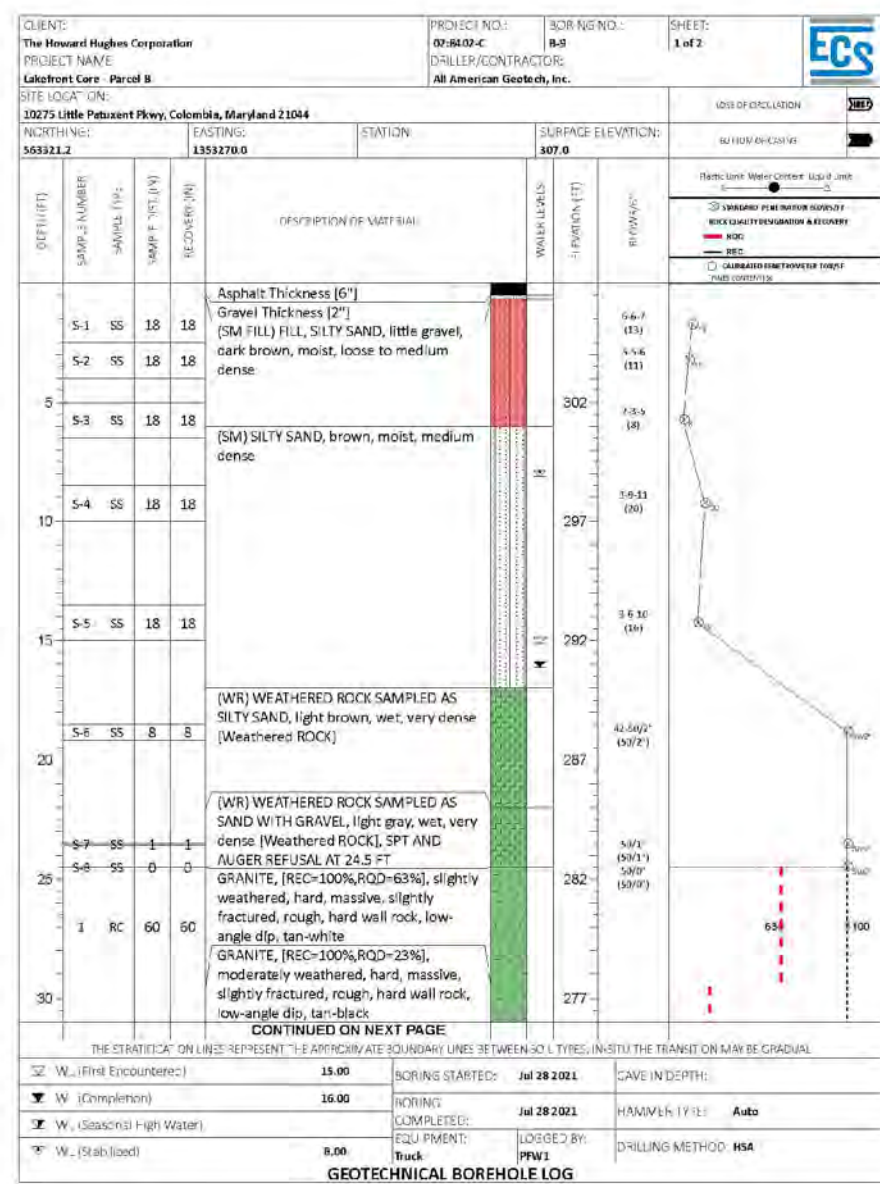 CLIENT:
The Howard Hughes Corporation
PROJECT NO.:
02:8402-C
BORING NO.:
B-9
SHEET:
1 of 2
ECS
PROJECT NAME:
Lakefront Core - Parcel B
DRILLER/CONTRACTOR:
All American Geotech, Inc.
SITE LOCATION:
10275 Little Patuxent Pkwy, Colombia, Maryland 21044
LOSS OF CIRCULATION
NORTHING:
563321.2
EASTING:
1353270.0
STATION
SURFACE ELEVATION:
307.0
BOTTOM OF CASING
DEPTH (FT)
SAMPLE NUMBER
SAMPLE TYPE
SAMPLE DIST. (IN)
RECOVERY (IN)
DESCRIPTION OF MATERIAL
WATER LEVELS
ELEVATION (FT)
BLOWS/6"
Plastic Limit Water Content Liquid Limit
STANDARD PENETRATION BLOWS/FT
ROCK QUALITY DESIGNATION & RECOVERY
RQD
REC
CALIBRATED PENETROMETER TON/SF
Asphalt Thickness [6"]
Gravel Thickness [2"]
(SM FILL) FILL, SILTY SAND, little gravel,
dark brown, moist, loose to medium
dense
S-1 SS 18 18
6-6-7
(13)
S-2 SS 18 18
5-5-6
(11)
5
302
S-3 SS 18 18
(8)
(SM) SILTY SAND, brown, moist, medium
dense
S-4 SS 18 18
3-9-11
(20)
10
297
S-5 SS 18 18
(16)
15
292
(WR) WEATHERED ROCK SAMPLED AS
SILTY SAND, light brown, wet, very dense
[Weathered ROCK]
S-6 SS 8 8
42-50/2"
(50/2")
20
287
(WR) WEATHERED ROCK SAMPLED AS
SAND WITH GRAVEL, light gray, wet, very
dense [Weathered ROCK], SPT AND
AUGER REFUSAL AT 24.5 FT
S-7 SS 1 1
50/1"
(50/1")
S-8 SS 0 0
50/0"
(50/0")
25
282
GRANITE, [REC=100%,RQD=63%], slightly
weathered, hard, massive, slightly
fractured, rough, hard wall rock, low-
angle dip, tan-white
1 RC 60 60
63
100
GRANITE, [REC=100%,RQD=23%],
moderately weathered, hard, massive,
slightly fractured, rough, hard wall rock,
low-angle dip, tan-black
30
277
CONTINUED ON NEXT PAGE
THE STRATIFICATION LINES REPRESENT THE APPROXIMATE BOUNDARY LINES BETWEEN SOIL TYPES. IN-SITU THE TRANSITION MAY BE GRADUAL
WL (First Encountered) 15.00
BORING STARTED: Jul 28 2021
CAVE IN DEPTH:
WL (Completion) 16.00
BORING
COMPLETED: Jul 28 2021
HAMMER TYPE: Auto
WL (Seasonal High Water)
EQUIPMENT:
Truck
LOGGED BY:
PFW1
DRILLING METHOD: HSA
WL (Stabilized) 8.00
GEOTECHNICAL BOREHOLE LOG